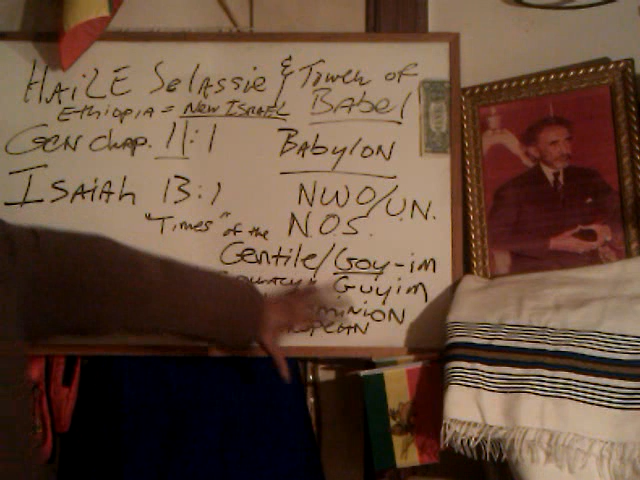 HAILE Selassie & Tower of
ETHIOPIA = NEW ISRAEL Babel
GEN chap. 11:1 BabyloN
ISAIAH 13:1 NWO/U.N.
"Times" of the N.O.S.
Gentile/Goy-im
Guyim